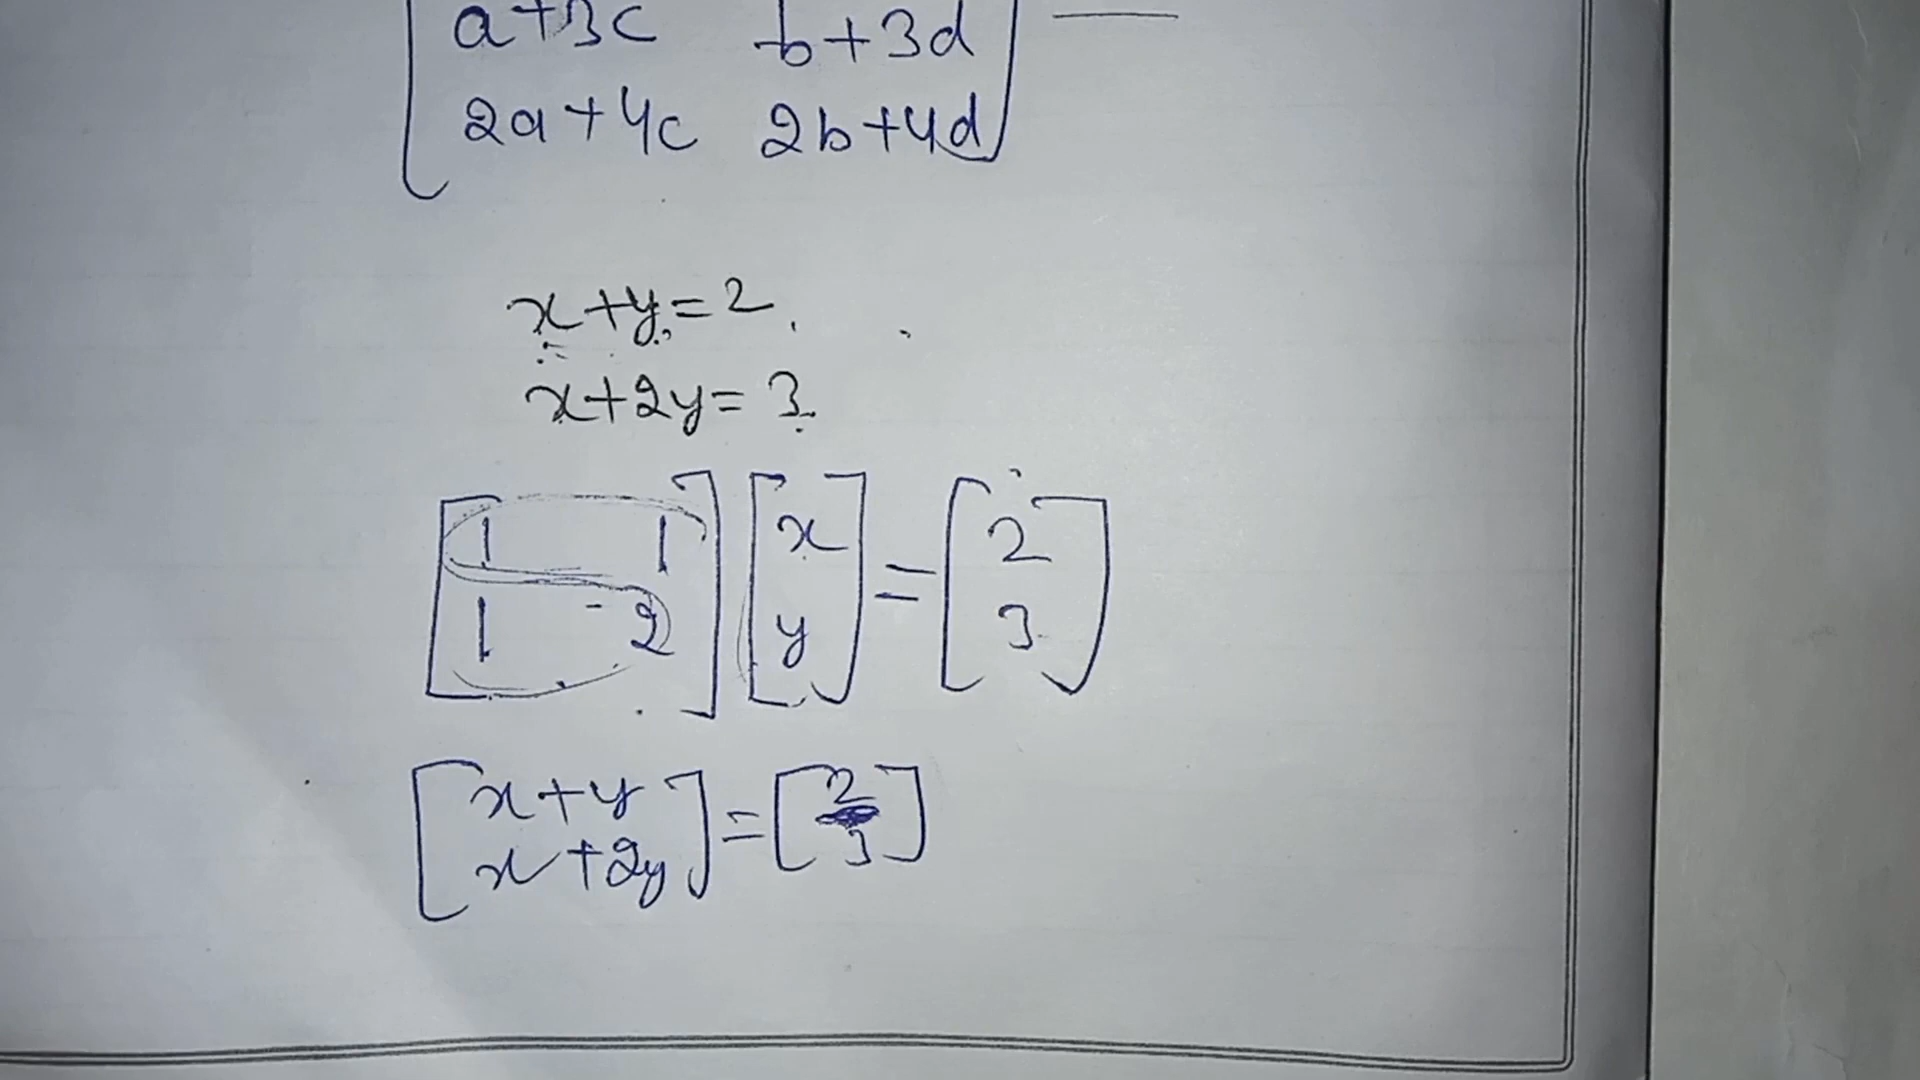 a+3c b+3d
2a+4c 2b+4d
x+y=2
x+2y=3
[1 1] [x] = [2]
[1 2] [y] [3]
[x+y] = [2]
[x+2y] [3]